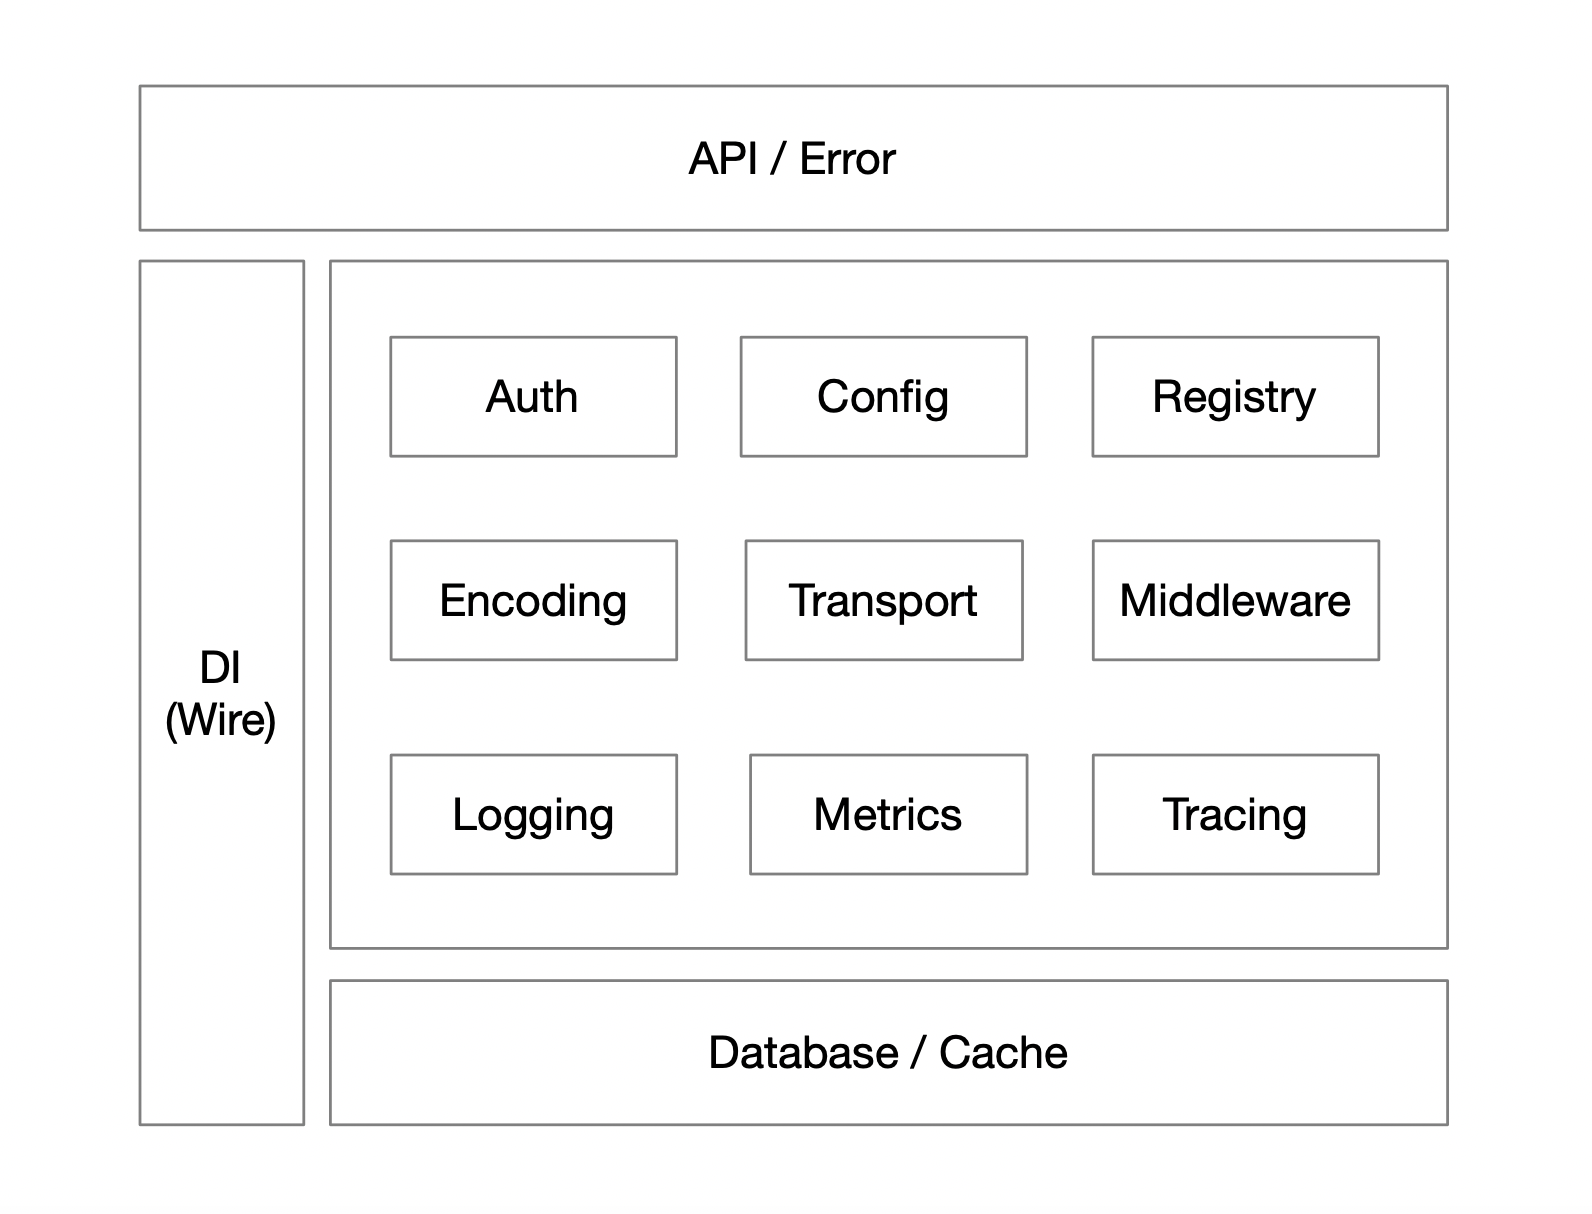 API / Error
DI
(Wire)
Auth
Config
Registry
Encoding
Transport
Middleware
Logging
Metrics
Tracing
Database / Cache